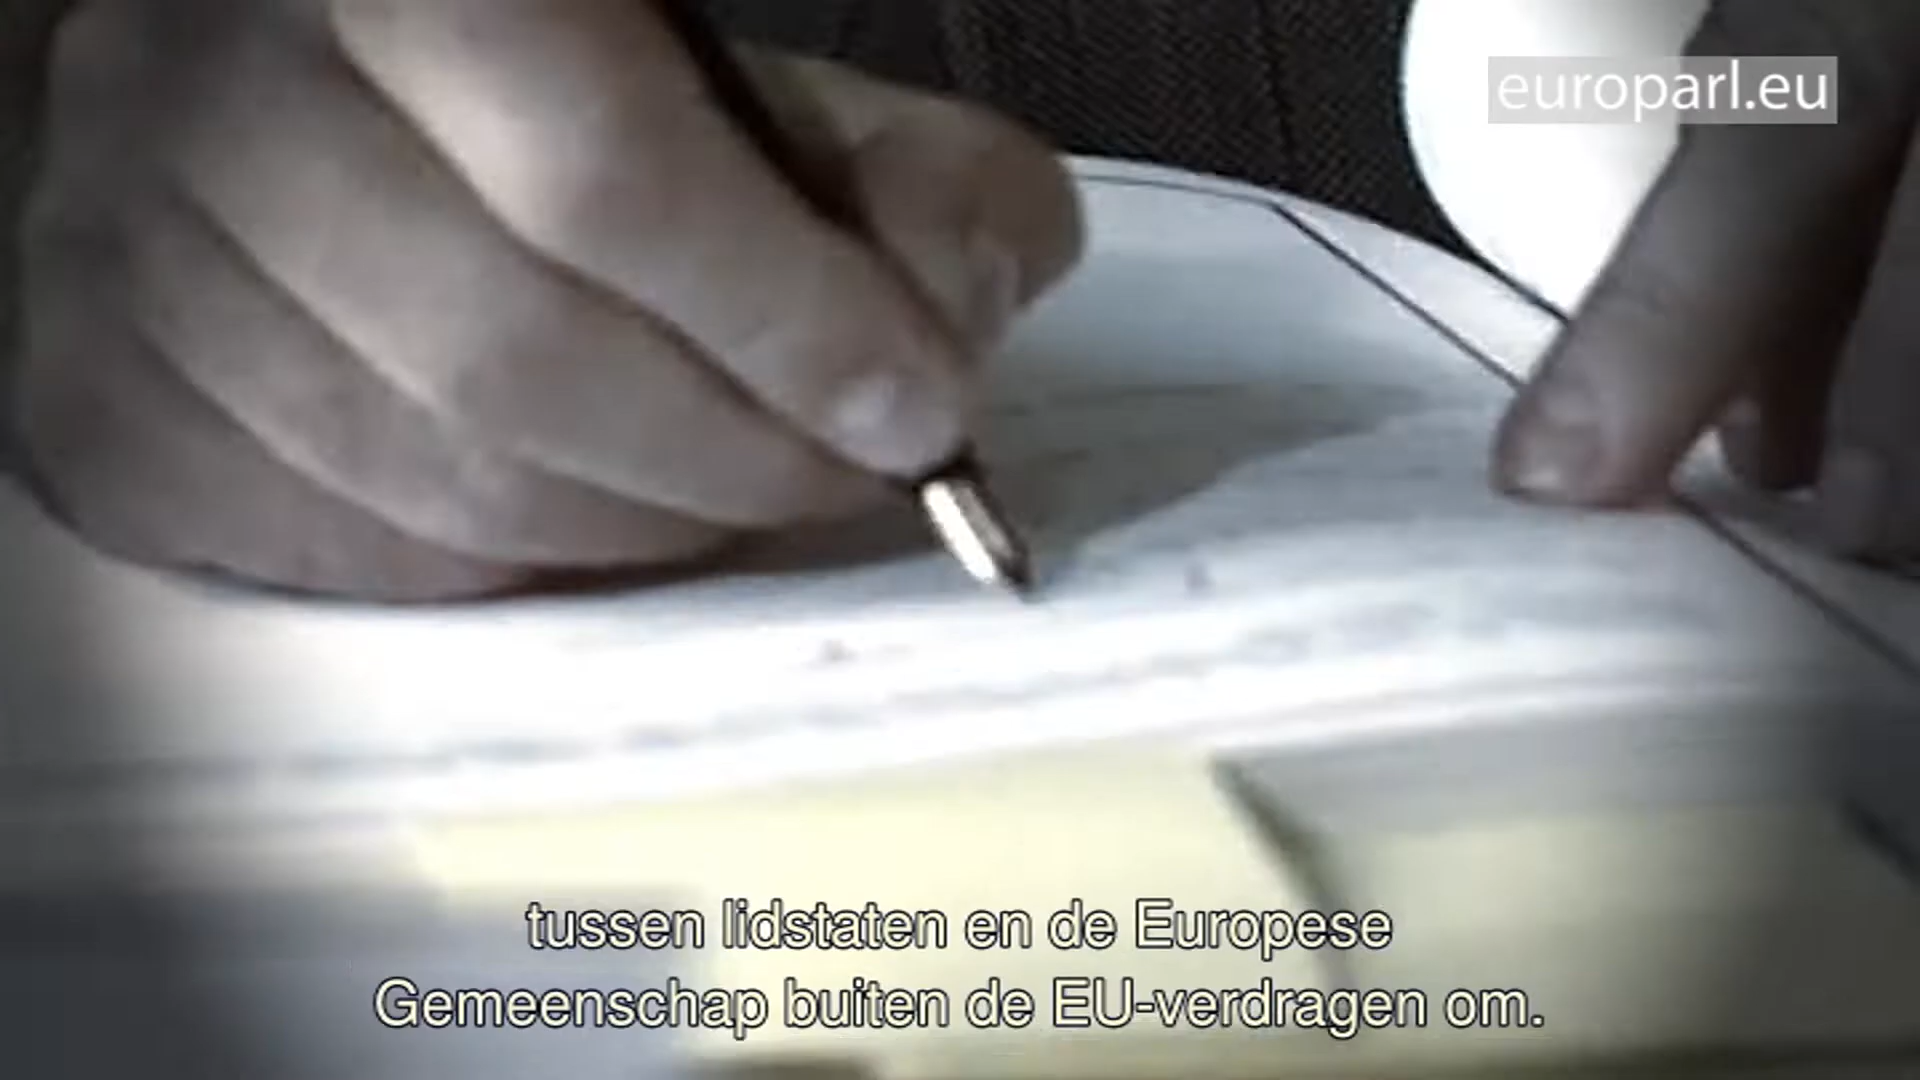 europarl.eu
tussen lidstaten en de Europese
Gemeenschap buiten de EU-verdragen om.